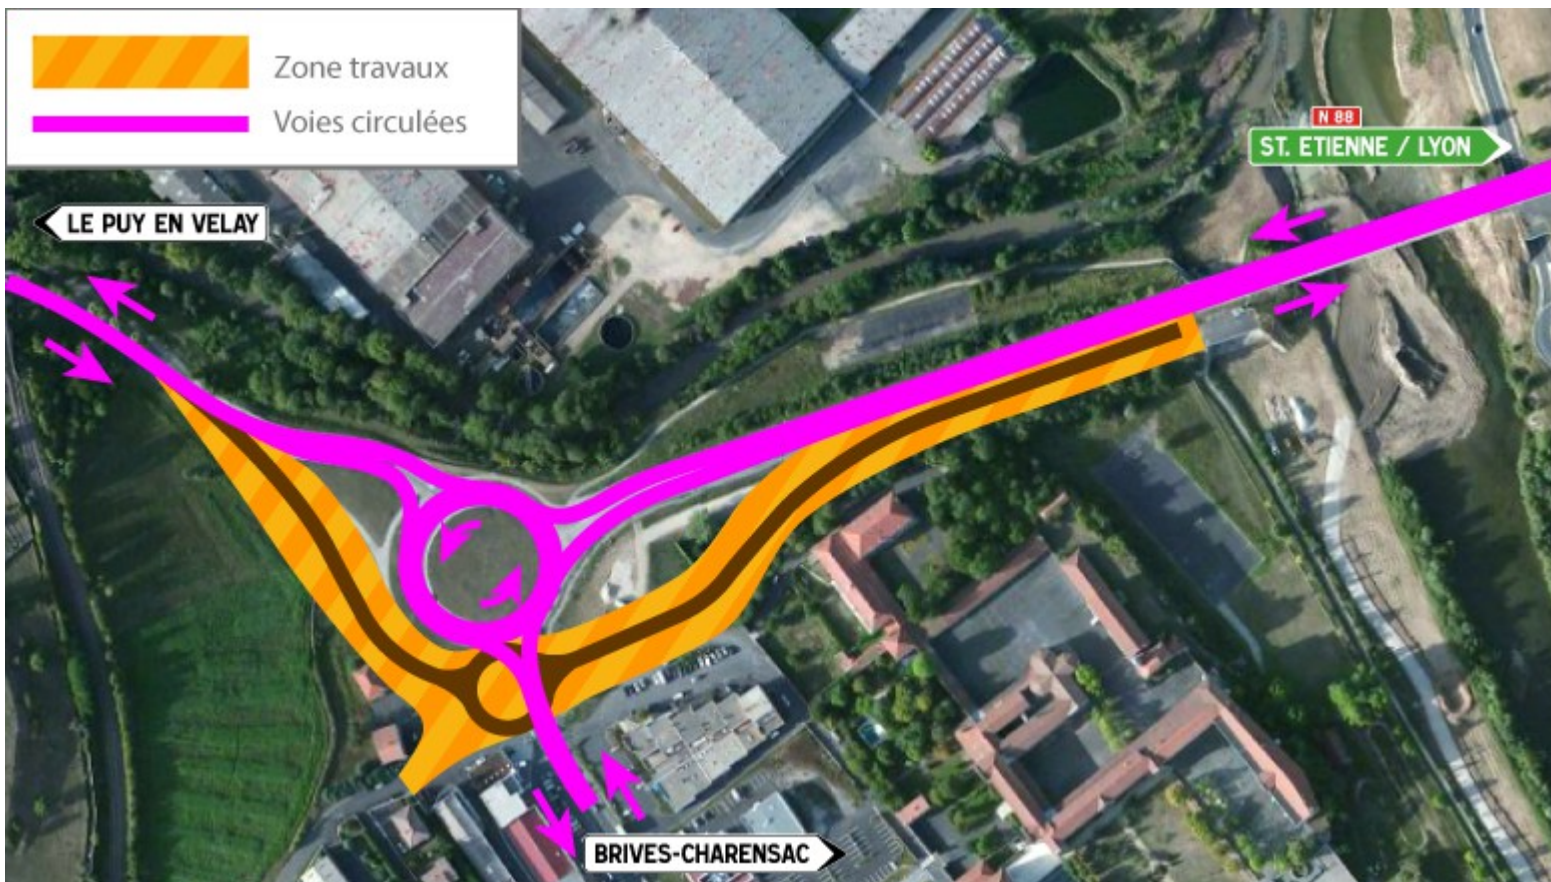 Zone travaux
Voies circulées
N 88
ST. ETIENNE / LYON
LE PUY EN VELAY
BRIVES-CHARENSAC